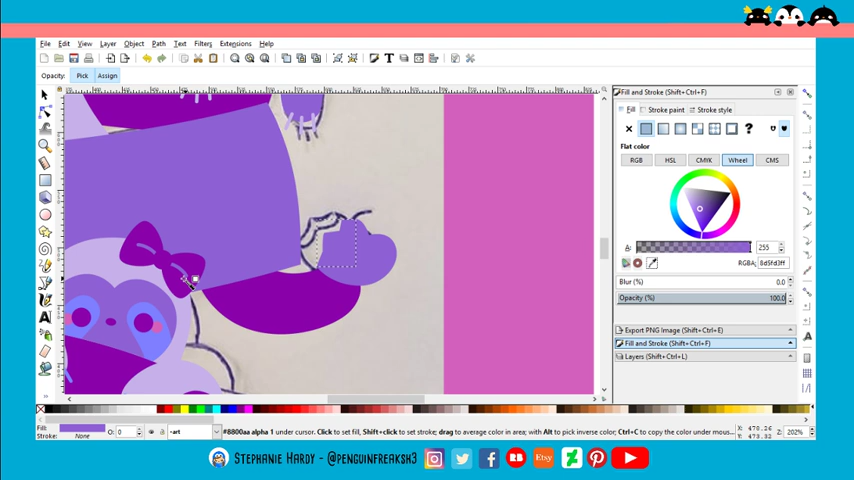 File Edit View Layer Object Path Text Filters Extensions Help
Opacity: Pick Assign
Fill and Stroke (Shift+Ctrl+F)
Fill Stroke paint Stroke style
Flat color
RGB HSL CMYK Wheel CMS
A: 255
RGBA: 8d5fd3ff
Blur (%) 0.0
Opacity (%) 100.0
Export PNG Image (Shift+Ctrl+E)
Fill and Stroke (Shift+Ctrl+F)
Layers (Shift+Ctrl+L)
Fill: Stroke: None O: 0 -art #8800aa alpha 1 under cursor. Click to set fill, Shift+click to set stroke; drag to average color in area; with Alt to pick inverse color; Ctrl+C to copy the color under mous... X: 478.26 Y: 473.32 Z: 202%
Stephanie Hardy - @penguinfreaksh3